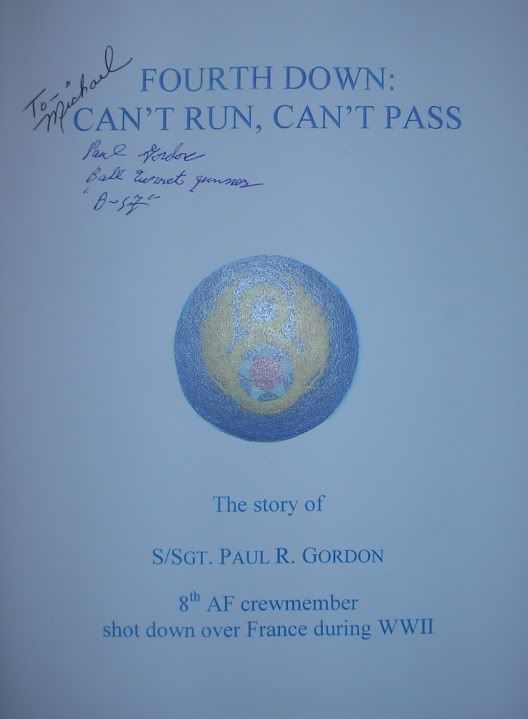 To- "Michael
FOURTH DOWN:
CAN'T RUN, CAN'T PASS
Paul Gordon
Ball Turret gunner
"B-17"
The story of
S/SGT. PAUL R. GORDON
8th AF crewmember
shot down over France during WWII